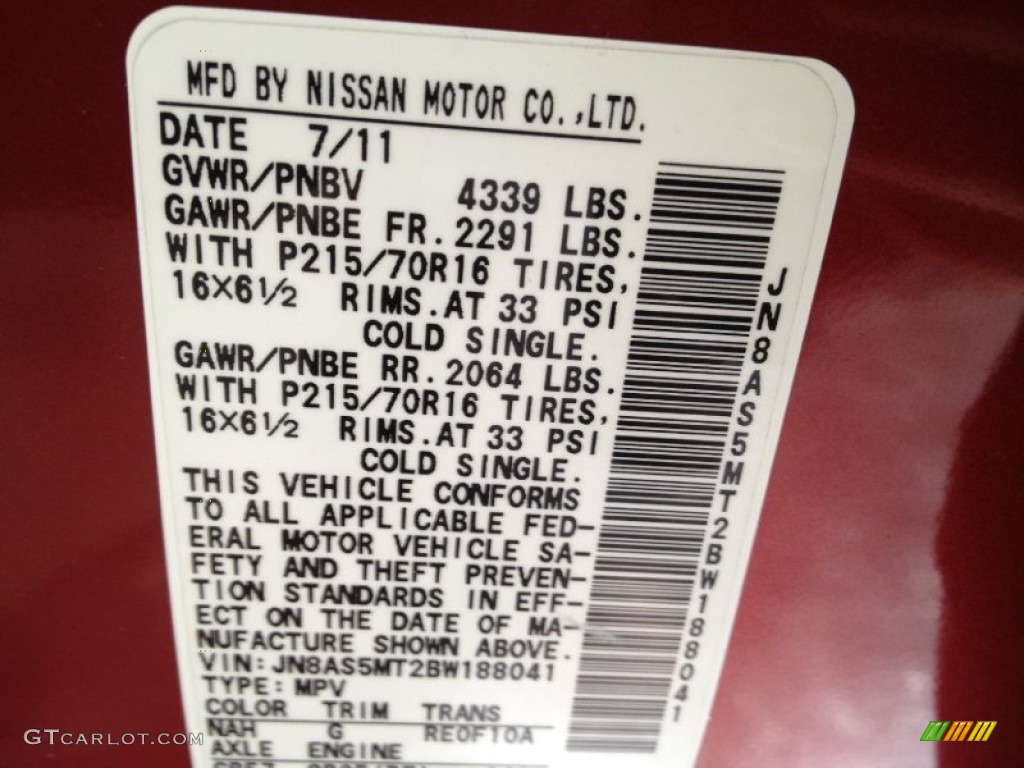 MFD BY NISSAN MOTOR CO.,LTD.
DATE 7/11
GVWR/PNBV 4339 LBS.
GAWR/PNBE FR.2291 LBS.
WITH P215/70R16 TIRES,
16×6½ RIMS.AT 33 PSI
COLD SINGLE.
GAWR/PNBE RR.2064 LBS.
WITH P215/70R16 TIRES,
16×6½ RIMS.AT 33 PSI
COLD SINGLE.
THIS VEHICLE CONFORMS
TO ALL APPLICABLE FED-
ERAL MOTOR VEHICLE SA-
FETY AND THEFT PREVEN-
TION STANDARDS IN EFF-
ECT ON THE DATE OF MA-
NUFACTURE SHOWN ABOVE.
VIN:JN8AS5MT2BW188041
TYPE:MPV
COLOR TRIM TRANS
NAH G RE0F10A
AXLE ENGINE
JN8AS5MT2BW188041
GTCARLOT.COM